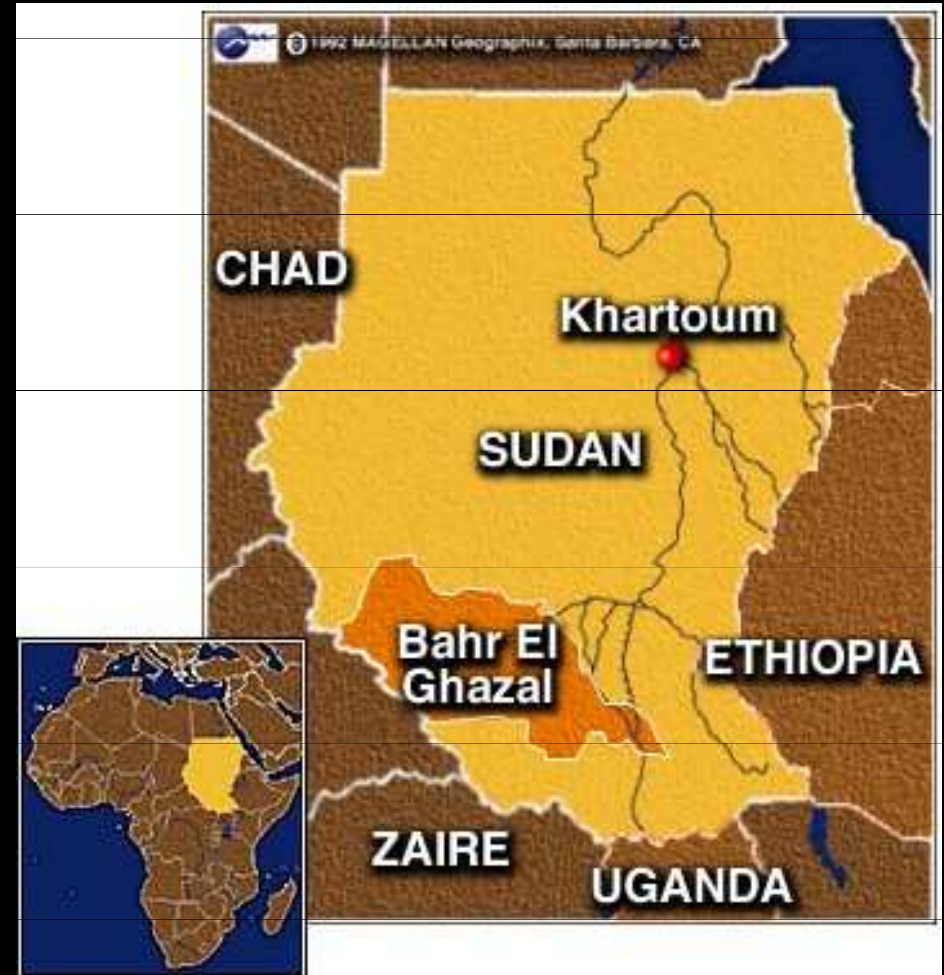 © 1992 MAGELLAN Geographix, Santa Barbara, CA
CHAD
Khartoum
SUDAN
Bahr El
Ghazal
ETHIOPIA
ZAIRE
UGANDA